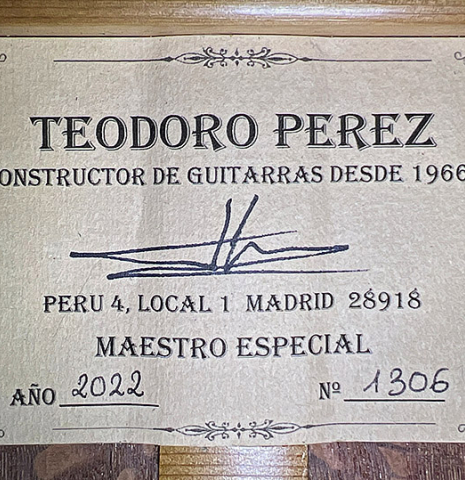 TEODORO PEREZ
ONSTRUCTOR DE GUITARRAS DESDE 1966
PERU 4, LOCAL 1 MADRID 28918
MAESTRO ESPECIAL
AÑO 2022 Nº 1306